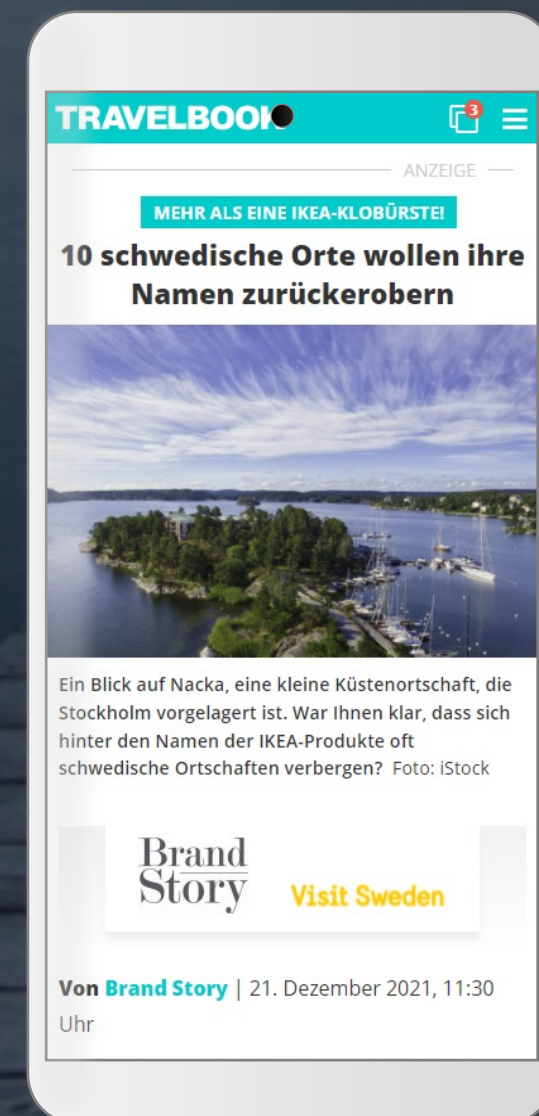 TRAVELBOOK
3
ANZEIGE
MEHR ALS EINE IKEA-KLOBÜRSTE!
10 schwedische Orte wollen ihre
Namen zurückerobern
Ein Blick auf Nacka, eine kleine Küstenortschaft, die
Stockholm vorgelagert ist. War Ihnen klar, dass sich
hinter den Namen der IKEA-Produkte oft
schwedische Ortschaften verbergen? Foto: iStock
Brand
Story
Visit Sweden
Von Brand Story | 21. Dezember 2021, 11:30
Uhr